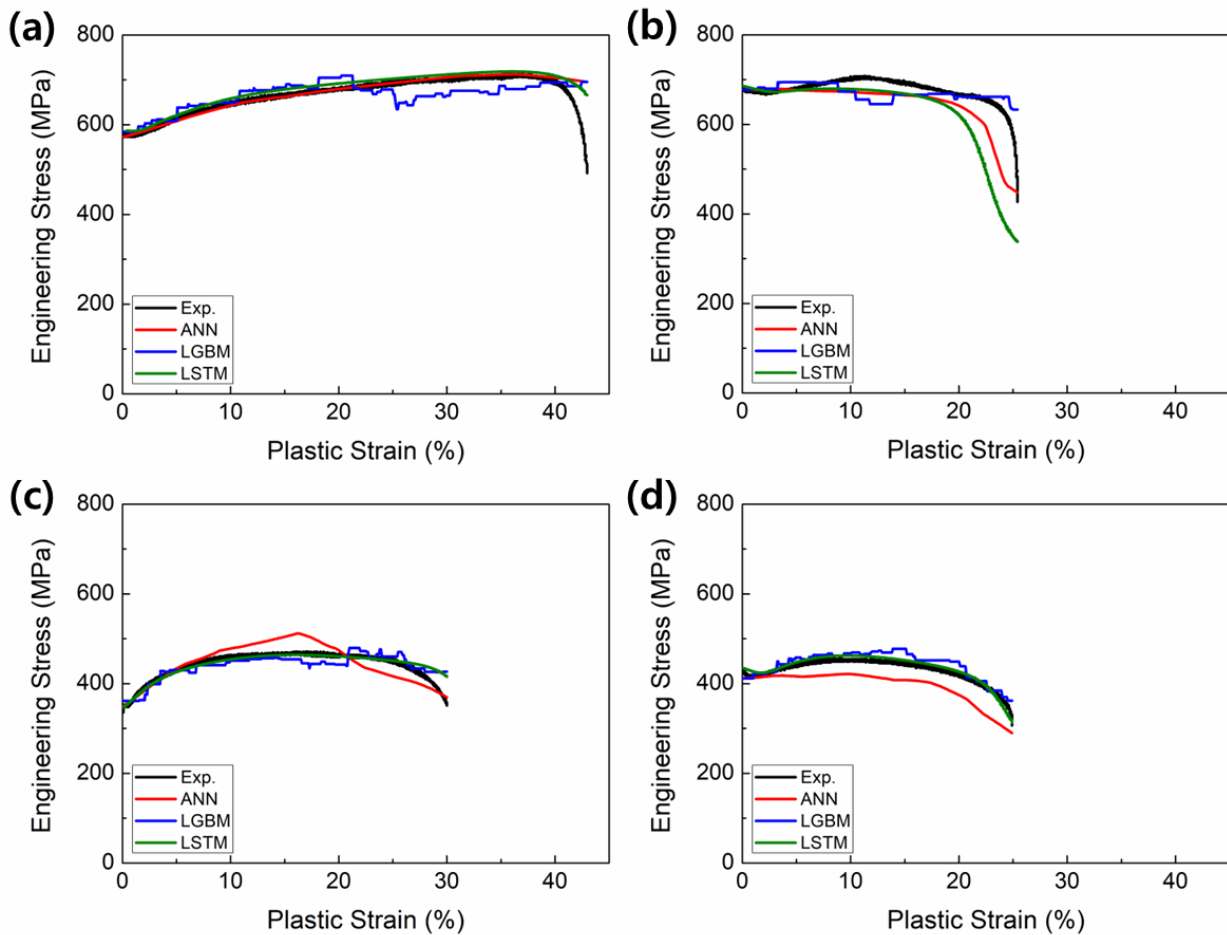 (a)
800
600
400
200
0
Engineering Stress (MPa)
Exp.
ANN
LGBM
LSTM
0 10 20 30 40
Plastic Strain (%)
(b)
800
600
400
200
0
Engineering Stress (MPa)
Exp.
ANN
LGBM
LSTM
0 10 20 30 40
Plastic Strain (%)
(c)
800
600
400
200
0
Engineering Stress (MPa)
Exp.
ANN
LGBM
LSTM
0 10 20 30 40
Plastic Strain (%)
(d)
800
600
400
200
0
Engineering Stress (MPa)
Exp.
ANN
LGBM
LSTM
0 10 20 30 40
Plastic Strain (%)